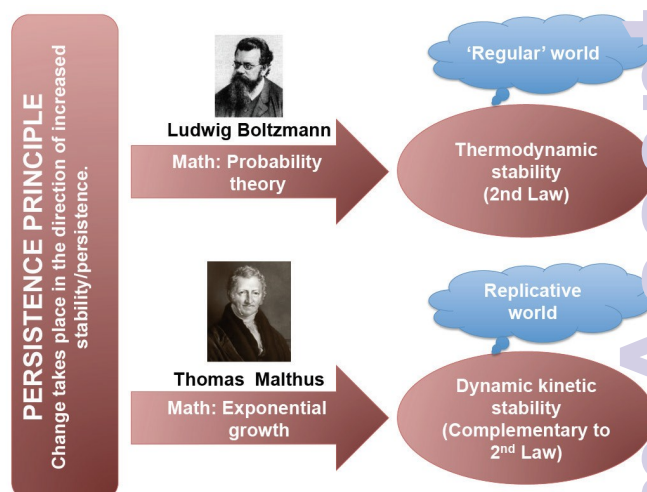 PERSISTENCE PRINCIPLE
Change takes place in the direction of increased
stability/persistence.
Ludwig Boltzmann
Math: Probability
theory
‘Regular’ world
Thermodynamic
stability
(2nd Law)
Thomas Malthus
Math: Exponential
growth
Replicative
world
Dynamic kinetic
stability
(Complementary to
2nd Law)